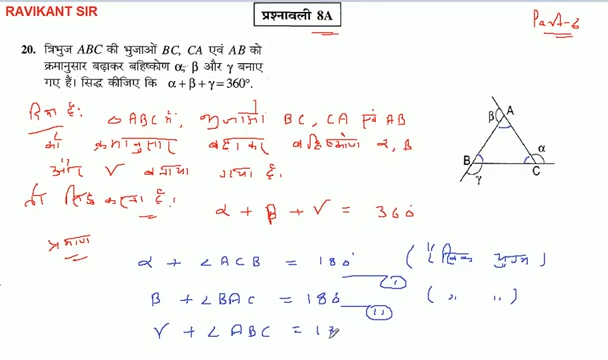 RAVIKANT SIR
प्रश्नावली 8A
Part-6
20. त्रिभुज ABC की भुजाओं BC, CA एवं AB को
क्रमानुसार बढ़ाकर बहिष्कोण α, β और γ बनाए
गए हैं। सिद्ध कीजिए कि α+β+γ=360°.
दिया है:
△ABC में, भुजाओं BC, CA एवं AB
को क्रमानुसार बढ़ाकर बहिष्कोण α, β
और γ बनाया गया है।
तो सिद्ध करना है:
α + β + γ = 360°
प्रमाण
α + ∠ACB = 180° (रैखिक युग्म)
(i)
β + ∠BAC = 180° (,, ,,)
(ii)
γ + ∠ABC = 18
β A
B
γ
C α